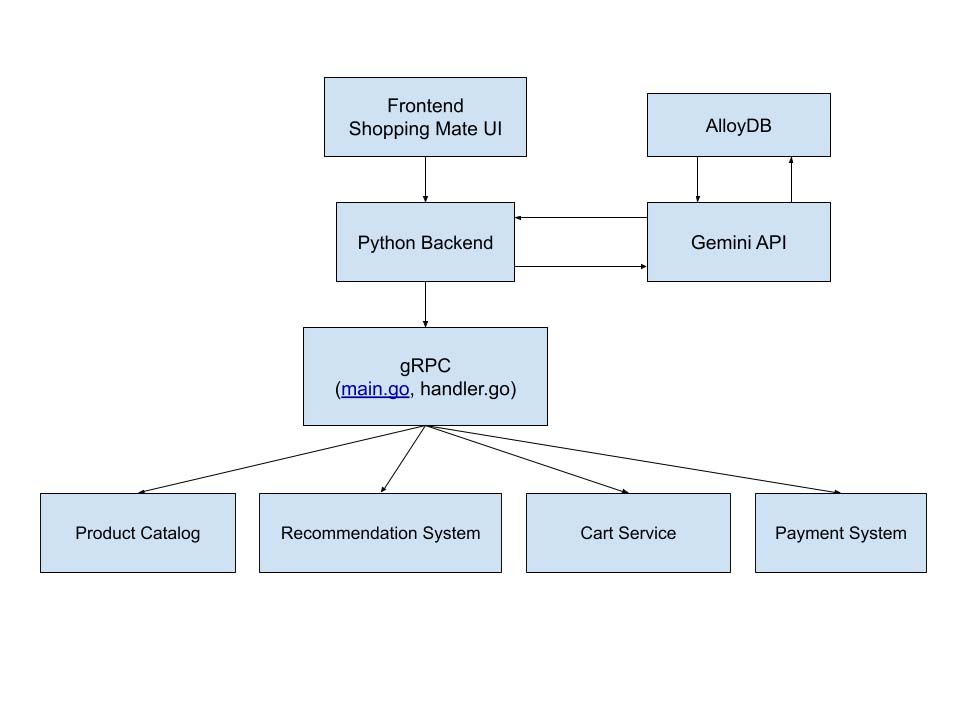 Frontend
Shopping Mate UI
AlloyDB
Python Backend
Gemini API
gRPC
(main.go, handler.go)
Product Catalog
Recommendation System
Cart Service
Payment System